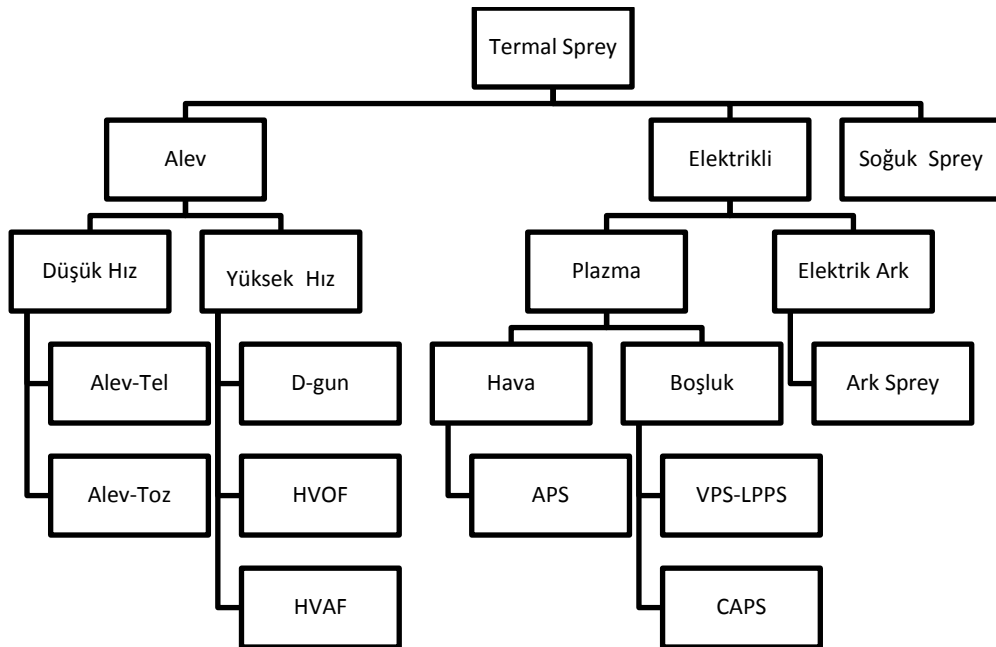 Termal Sprey
Alev
Elektrikli
Soğuk Sprey
Düşük Hız
Yüksek Hız
Plazma
Elektrik Ark
Alev-Tel
D-gun
Hava
Boşluk
Ark Sprey
Alev-Toz
HVOF
APS
VPS-LPPS
HVAF
CAPS